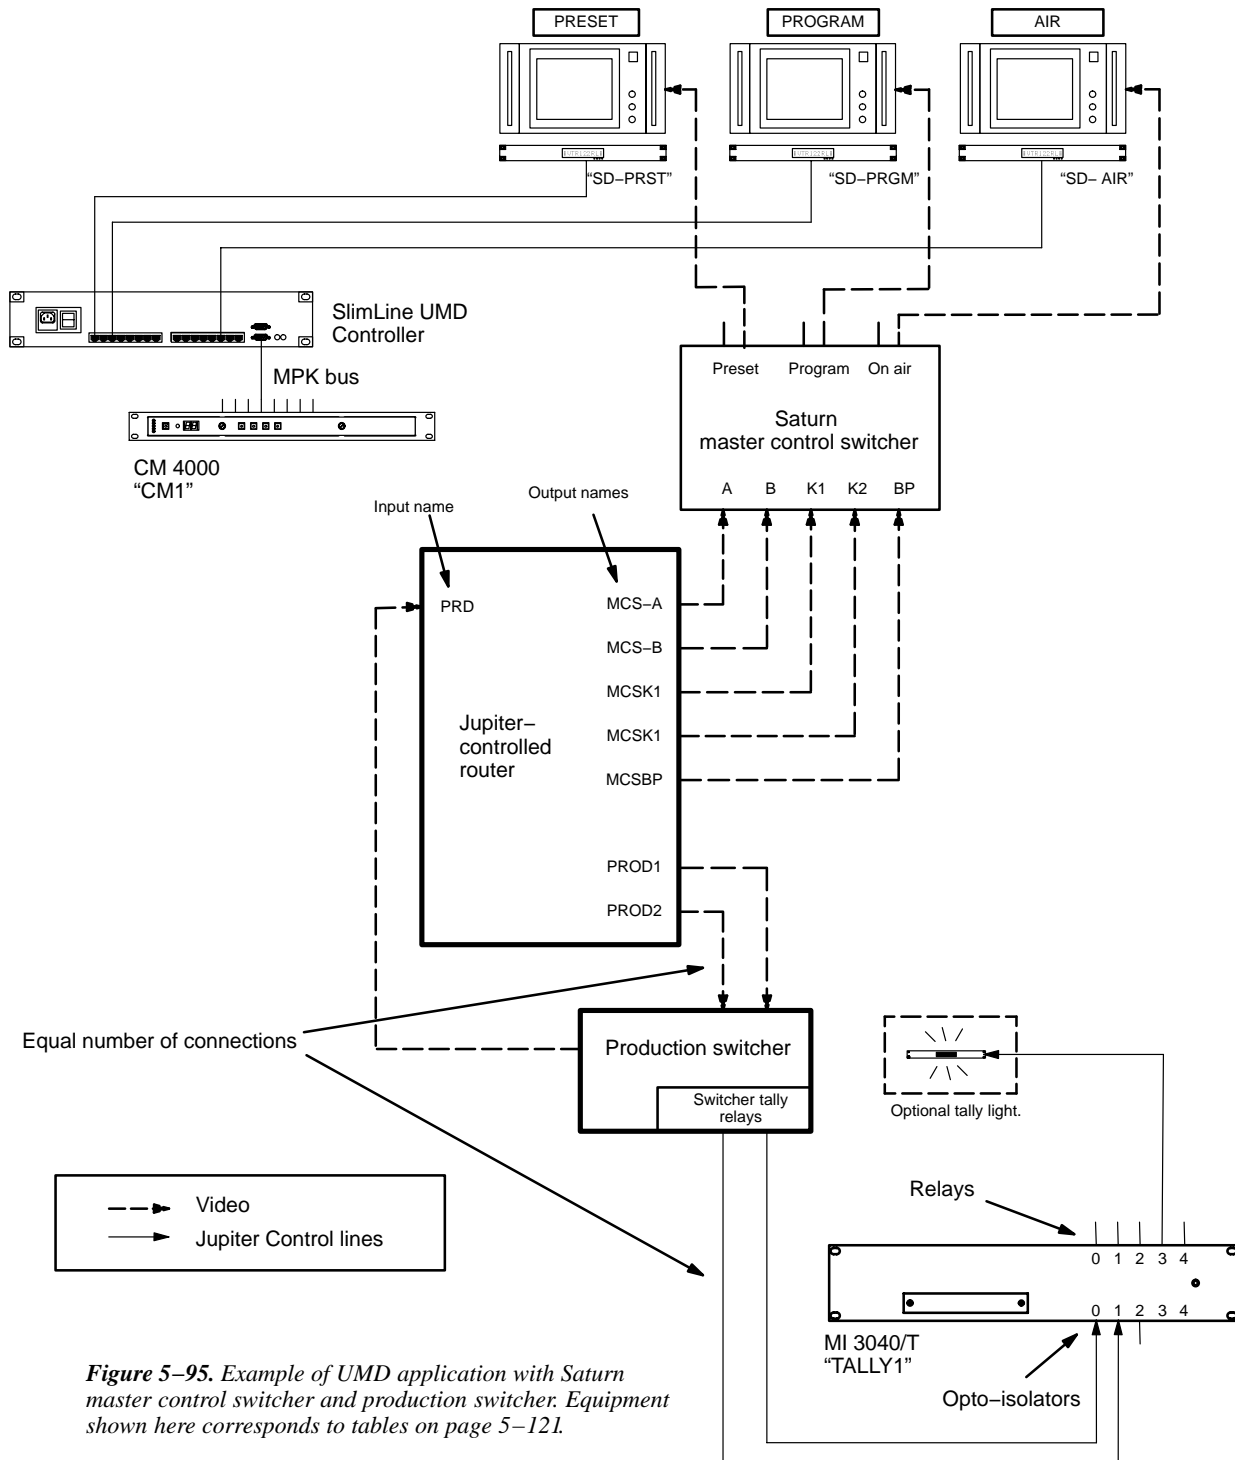 PRESET
PROGRAM
AIR
VTR122RL
VTR122RL
VTR122RL
“SD−PRST”
“SD−PRGM”
“SD− AIR”
SlimLine UMD
Controller
MPK bus
CM 4000
“CM1”
Preset
Program
On air
Saturn
master control switcher
A
B
K1
K2
BP
Input name
Output names
PRD
MCS−A
MCS−B
MCSK1
MCSK1
MCSBP
Jupiter−
controlled
router
PROD1
PROD2
Equal number of connections
Production switcher
Switcher tally
relays
Optional tally light.
Video
Jupiter Control lines
Relays
0 1 2 3 4
0 1 2 3 4
MI 3040/T
“TALLY1”
Opto−isolators
Figure 5−95. Example of UMD application with Saturn
master control switcher and production switcher. Equipment
shown here corresponds to tables on page 5−121.